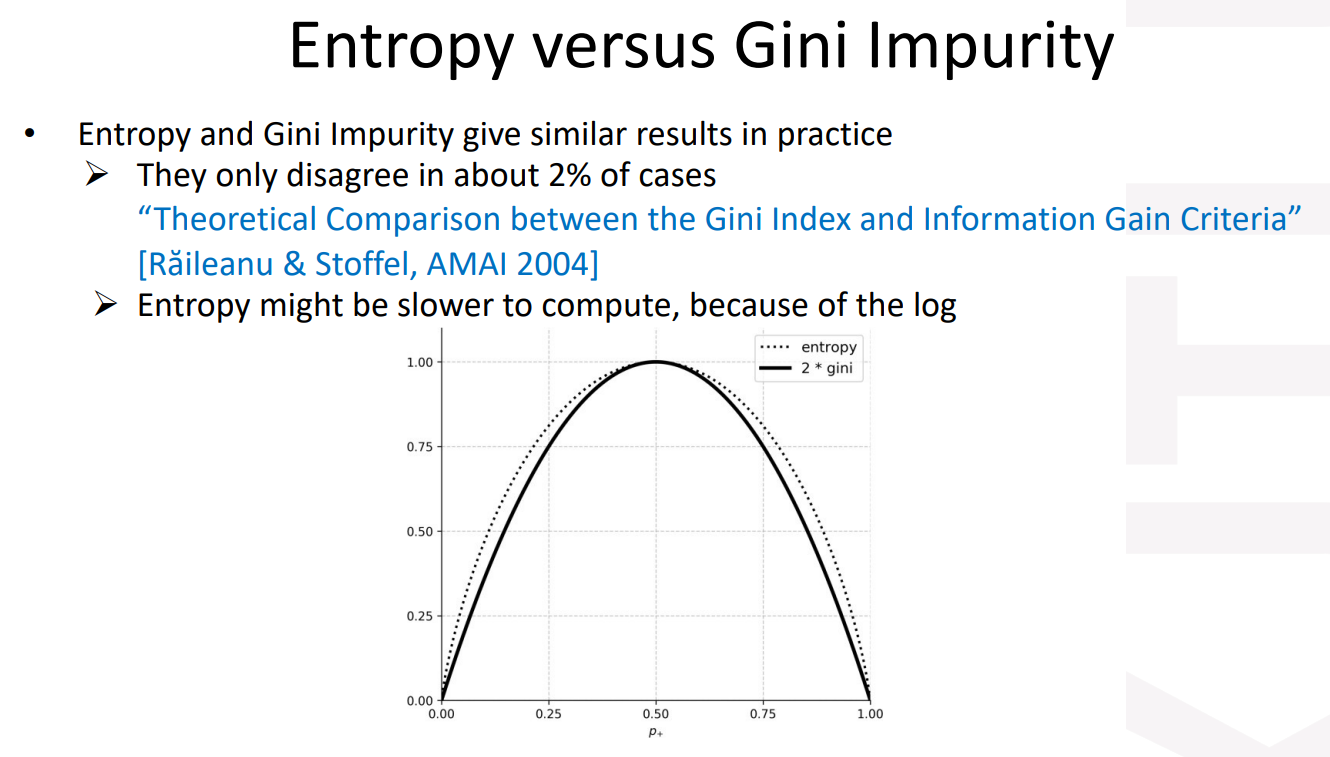 Entropy versus Gini Impurity
• Entropy and Gini Impurity give similar results in practice
➢ They only disagree in about 2% of cases
“Theoretical Comparison between the Gini Index and Information Gain Criteria”
[Răileanu & Stoffel, AMAI 2004]
➢ Entropy might be slower to compute, because of the log
entropy
2 * gini
1.00
0.75
0.50
0.25
0.00
0.00 0.25 0.50 0.75 1.00
p₊